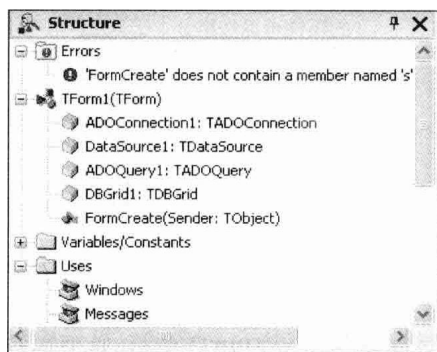 Structure
Errors
'FormCreate' does not contain a member named 's'
TForm1(TForm)
ADOConnection1: TADOConnection
DataSource1: TDataSource
ADOQuery1: TADOQuery
DBGrid1: TDBGrid
FormCreate(Sender: TObject)
Variables/Constants
Uses
Windows
Messages